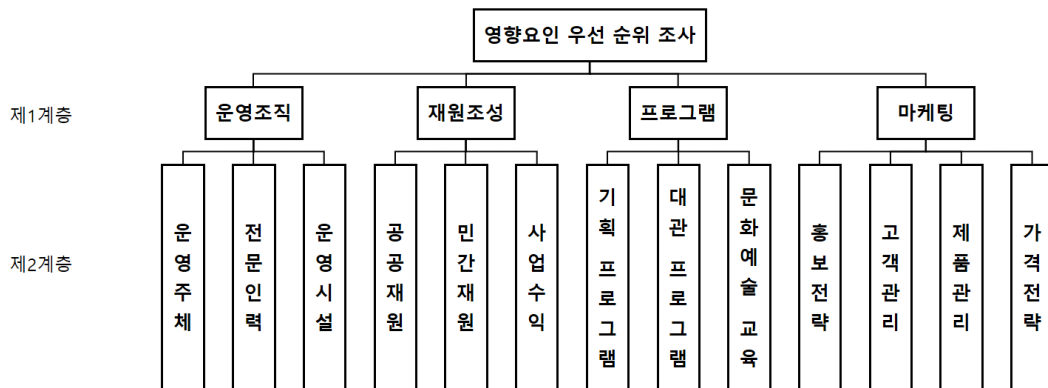 영향요인 우선 순위 조사
제1계층
운영조직
재원조성
프로그램
마케팅
제2계층
운영주체
전문인력
운영시설
공공재원
민간재원
사업수익
기획 프로그램
대관 프로그램
문화예술 교육
홍보전략
고객관리
제품관리
가격전략